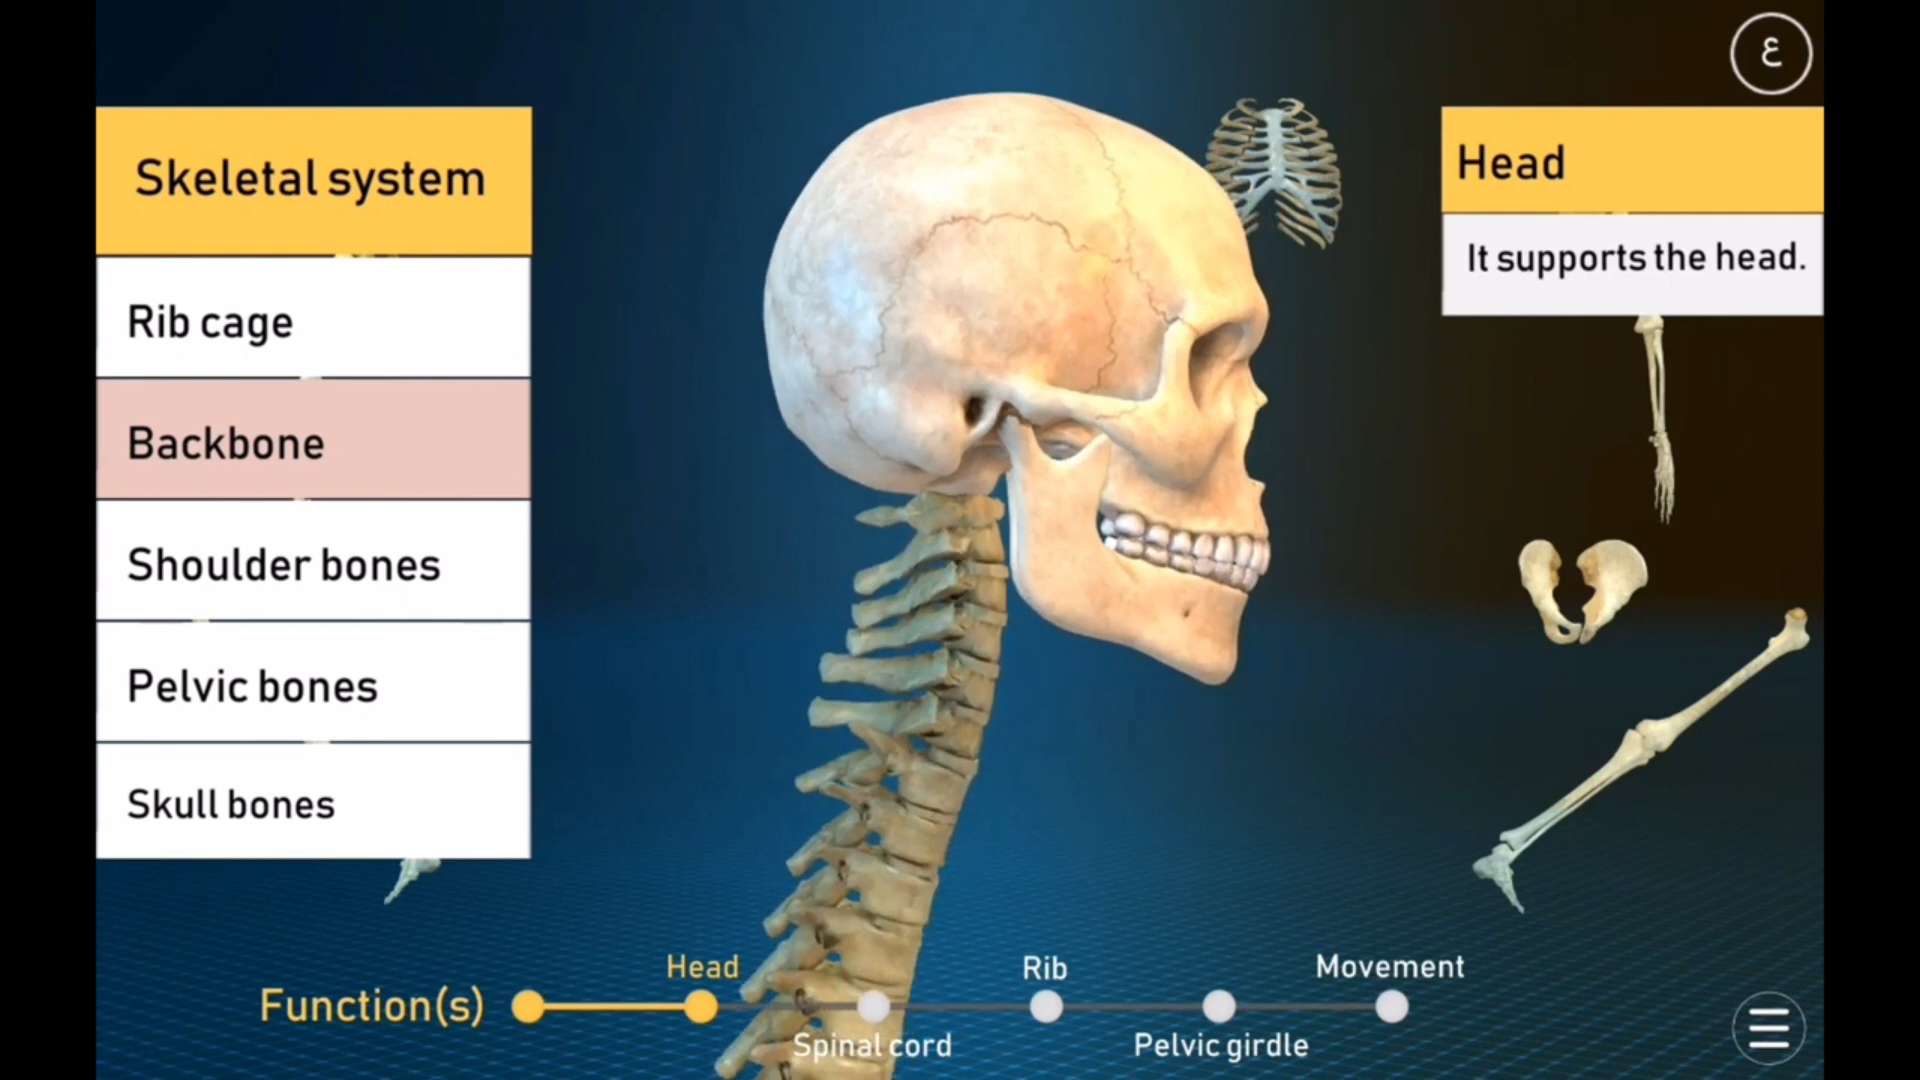 ع
Skeletal system
Rib cage
Backbone
Shoulder bones
Pelvic bones
Skull bones
Head
It supports the head.
Function(s)
Head
Spinal cord
Rib
Pelvic girdle
Movement